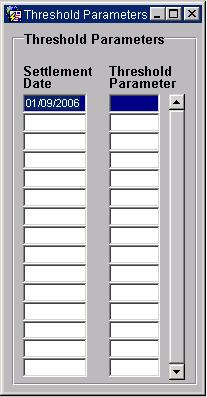 Threshold Parameters
Threshold Parameters
Settlement Date
Threshold Parameter
01/09/2006